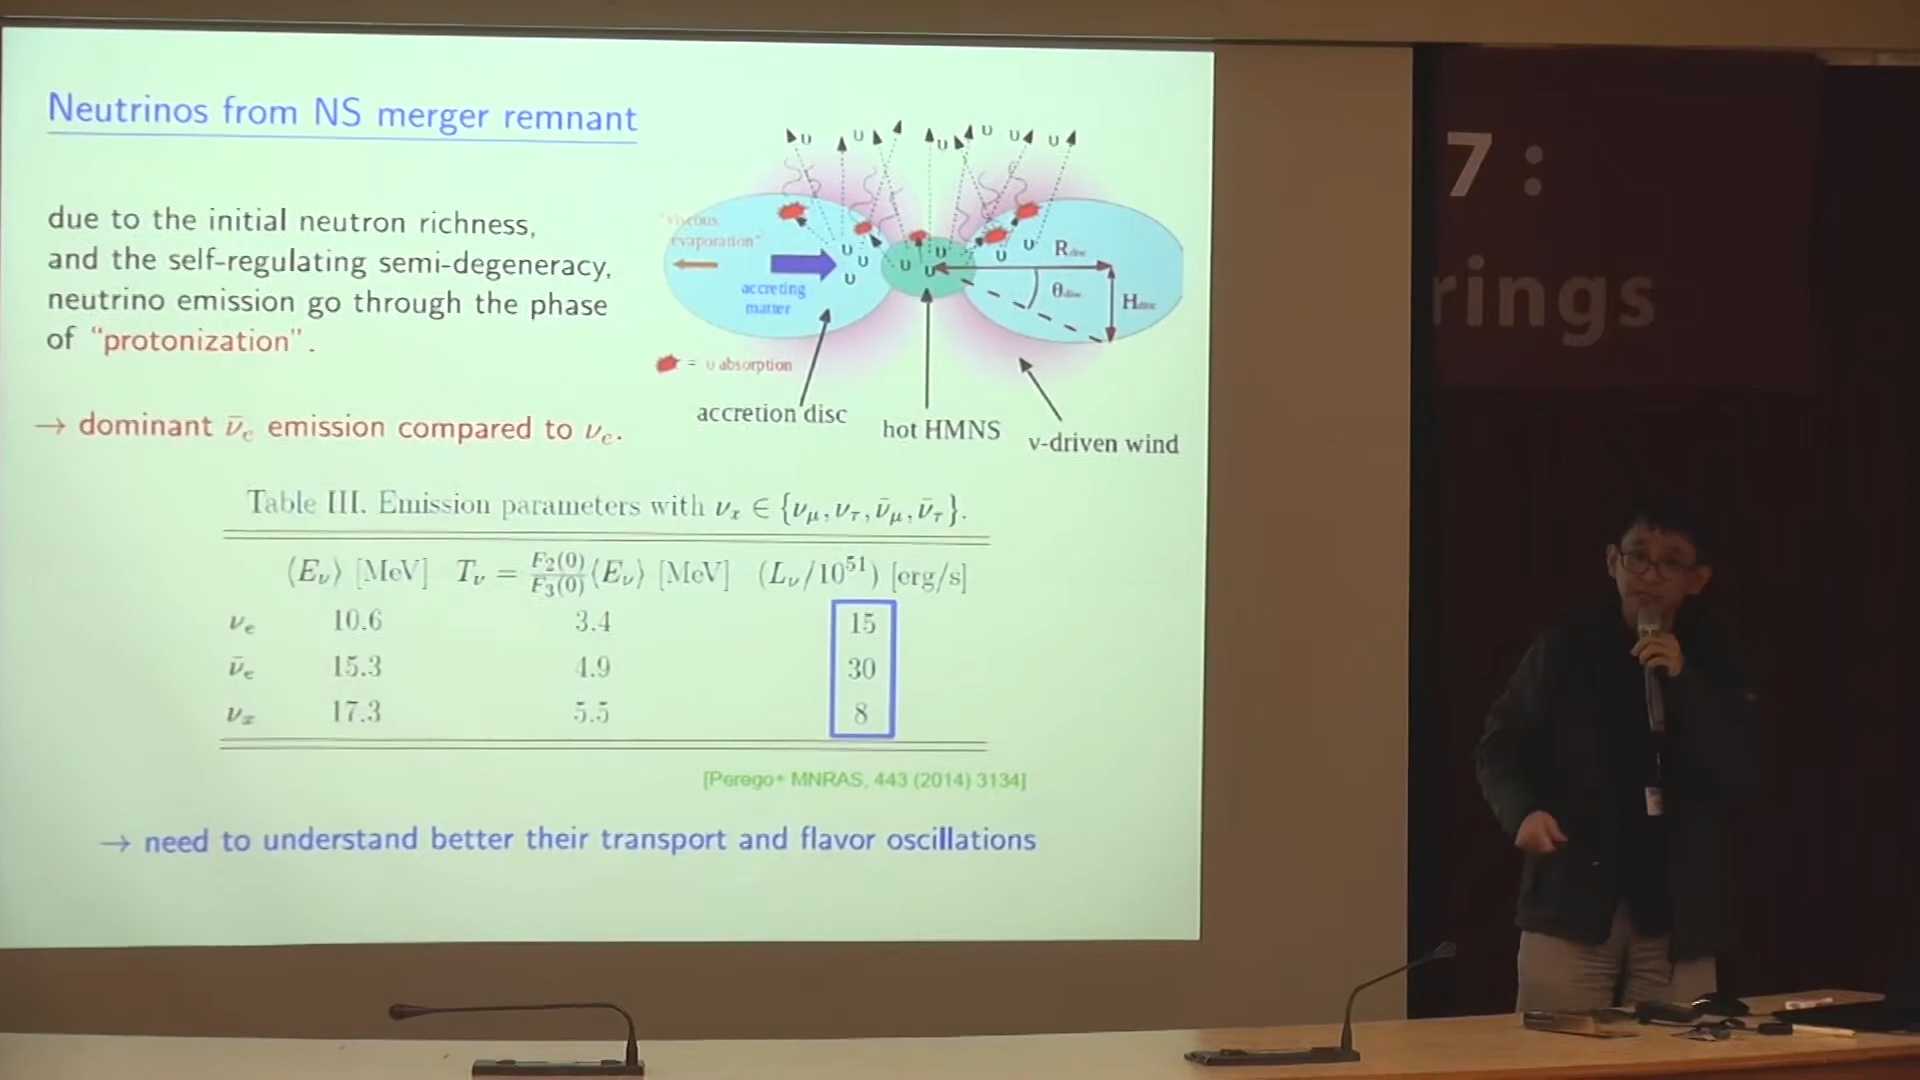 Neutrinos from NS merger remnant
due to the initial neutron richness,
and the self-regulating semi-degeneracy,
neutrino emission go through the phase
of “protonization”.
→ dominant ν̄e emission compared to νe.
υ υ υ υ υ υ
"viscous
evaporation"
accreting
matter
υ υ υ υ υ υ υ υ
Rdisc
θdisc
Hdisc
= υ absorption
accretion disc
hot HMNS
ν-driven wind
Table III. Emission parameters with νx ∈ {νμ, ντ, ν̄μ, ν̄τ}.
⟨Eν⟩ [MeV] Tν = F2(0)/F3(0) ⟨Eν⟩ [MeV] (Lν/10^51) [erg/s]
νe 10.6 3.4 15
ν̄e 15.3 4.9 30
νx 17.3 5.5 8
[Perego+ MNRAS, 443 (2014) 3134]
→ need to understand better their transport and flavor oscillations
7 :
rings